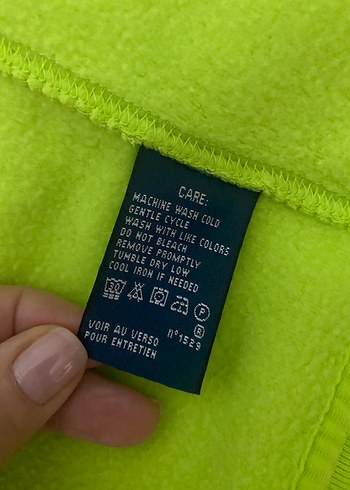 CARE:
MACHINE WASH COLD
GENTLE CYCLE
WASH WITH LIKE COLORS
DO NOT BLEACH
REMOVE PROMPTLY
TUMBLE DRY LOW
COOL IRON IF NEEDED
30 P
R
VOIR AU VERSO n°1529
POUR ENTRETIEN